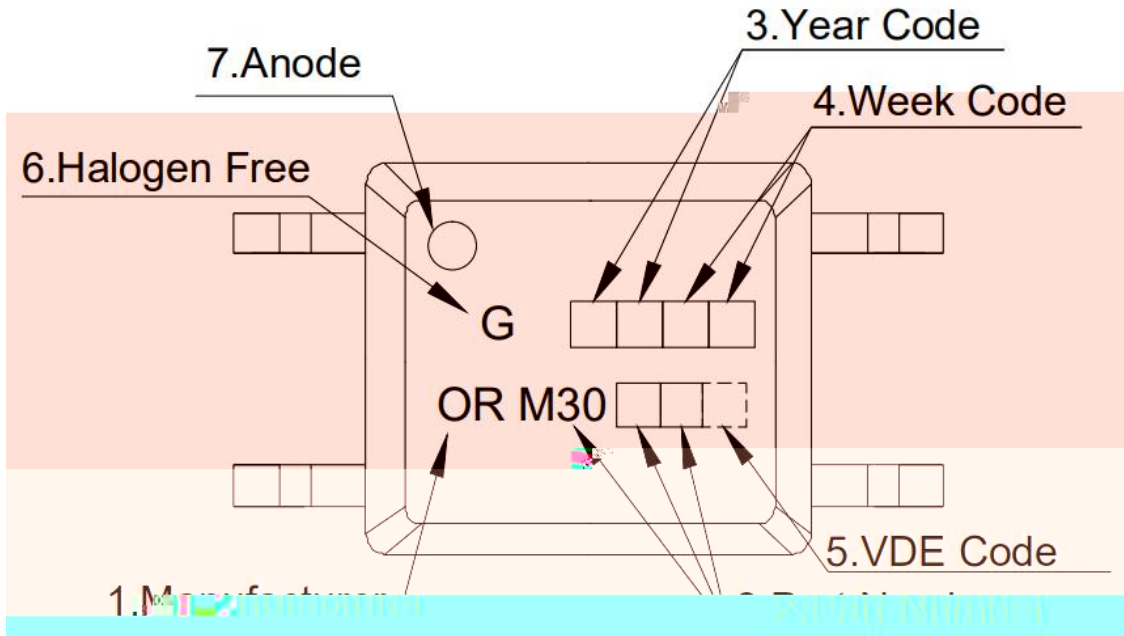 3.Year Code
7.Anode
4.Week Code
6.Halogen Free
G
OR M30
5.VDE Code